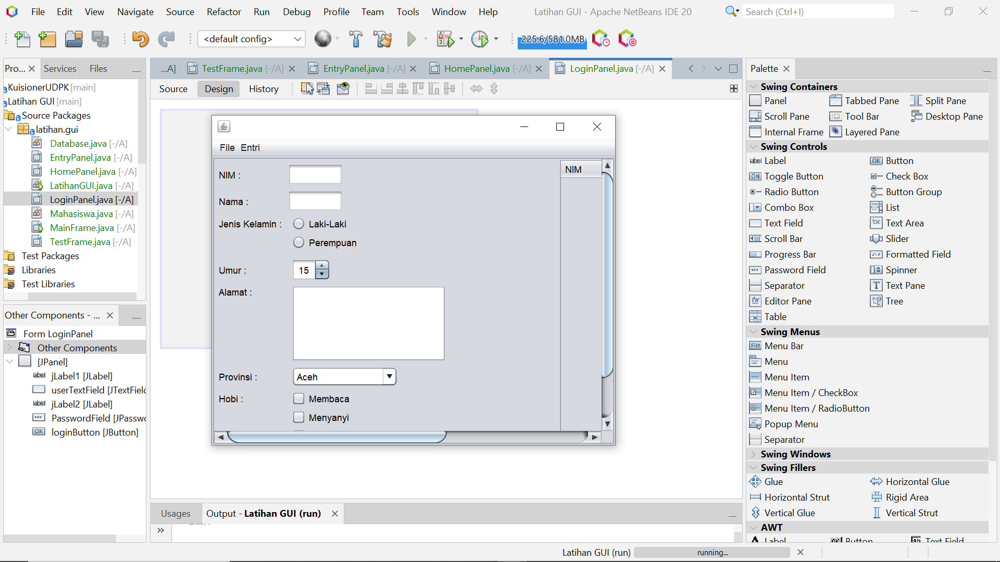 File Edit View Navigate Source Refactor Run Debug Profile Team Tools Window Help
Latihan GUI - Apache NetBeans IDE 20
Search (Ctrl+I)
<default config>
225.6/581.0MB
Pro... Services Files
KuisionerUDPK [main]
Latihan GUI [main]
Source Packages
latihan.gui
Database.java [-/A]
EntryPanel.java [-/A]
HomePanel.java [-/A]
LatihanGUI.java [-/A]
LoginPanel.java [-/A]
Mahasiswa.java [-/A]
MainFrame.java [-/A]
TestFrame.java [-/A]
Test Packages
Libraries
Test Libraries
Other Components - ...
Form LoginPanel
Other Components
[JPanel]
jLabel1 [JLabel]
userTextField [JTextField
jLabel2 [JLabel]
PasswordField [JPassw
loginButton [JButton]
...A] TestFrame.java [-/A] EntryPanel.java [-/A] HomePanel.java [-/A] LoginPanel.java [-/A]
Source Design History
File Entri
NIM :
NIM
Nama :
Jenis Kelamin : Laki-Laki
Perempuan
Umur : 15
Alamat :
Provinsi : Aceh
Hobi : Membaca
Menyanyi
Usages Output - Latihan GUI (run)
Palette
Swing Containers
Panel Tabbed Pane Split Pane
Scroll Pane Tool Bar Desktop Pane
Internal Frame Layered Pane
Swing Controls
Label Button
Toggle Button Check Box
Radio Button Button Group
Combo Box List
Text Field Text Area
Scroll Bar Slider
Progress Bar Formatted Field
Password Field Spinner
Separator Text Pane
Editor Pane Tree
Table
Swing Menus
Menu Bar
Menu
Menu Item
Menu Item / CheckBox
Menu Item / RadioButton
Popup Menu
Separator
Swing Windows
Swing Fillers
Glue Horizontal Glue
Horizontal Strut Rigid Area
Vertical Glue Vertical Strut
AWT
Label Button Text Field
Latihan GUI (run) running...